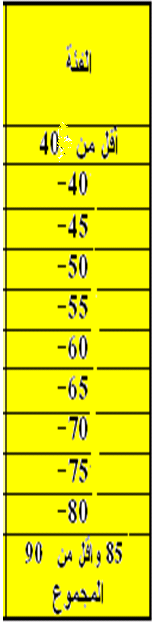 الفئة
أقل من 40
40-
45-
50-
55-
60-
65-
70-
75-
80-
85 وأقل من 90
المجموع